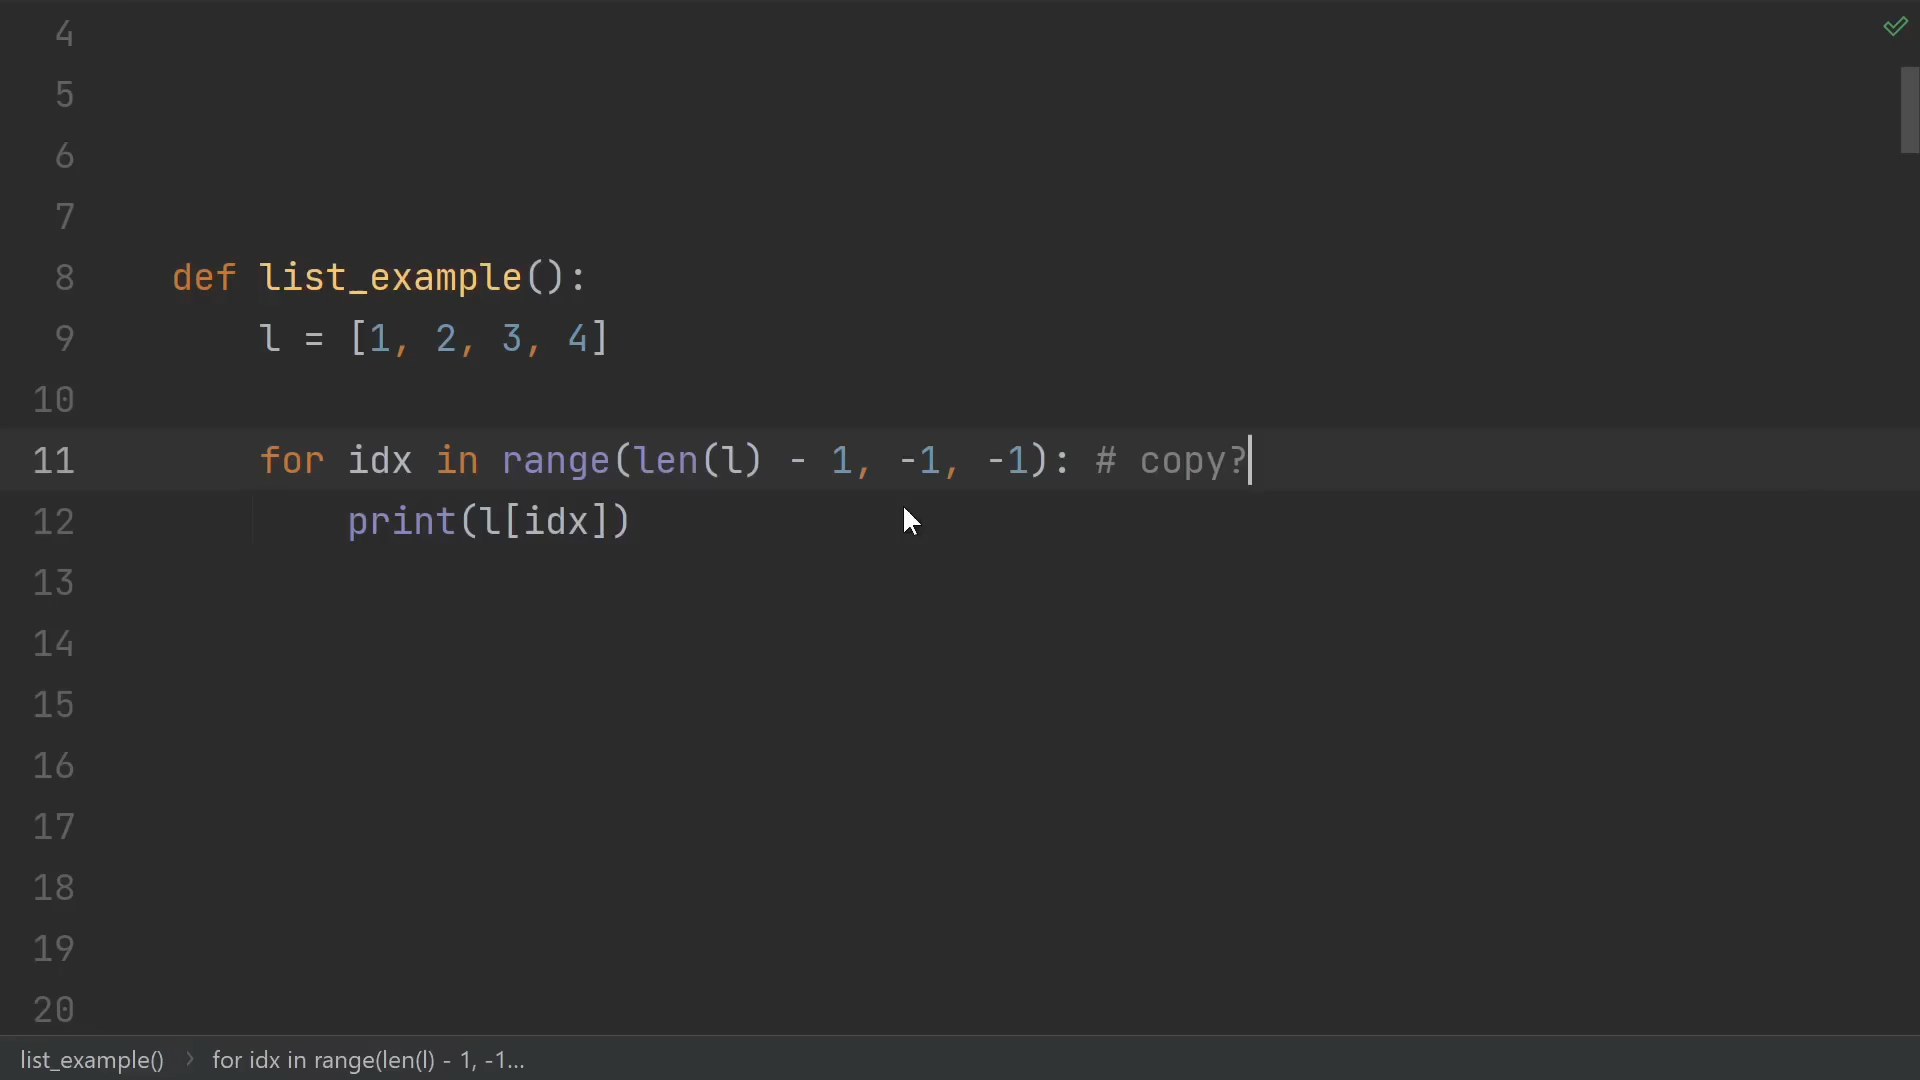 4
5
6
7
8 def list_example():
9 l = [1, 2, 3, 4]
10
11 for idx in range(len(l) - 1, -1, -1): # copy?
12 print(l[idx])
13
14
15
16
17
18
19
20
list_example() › for idx in range(len(l) - 1, -1...